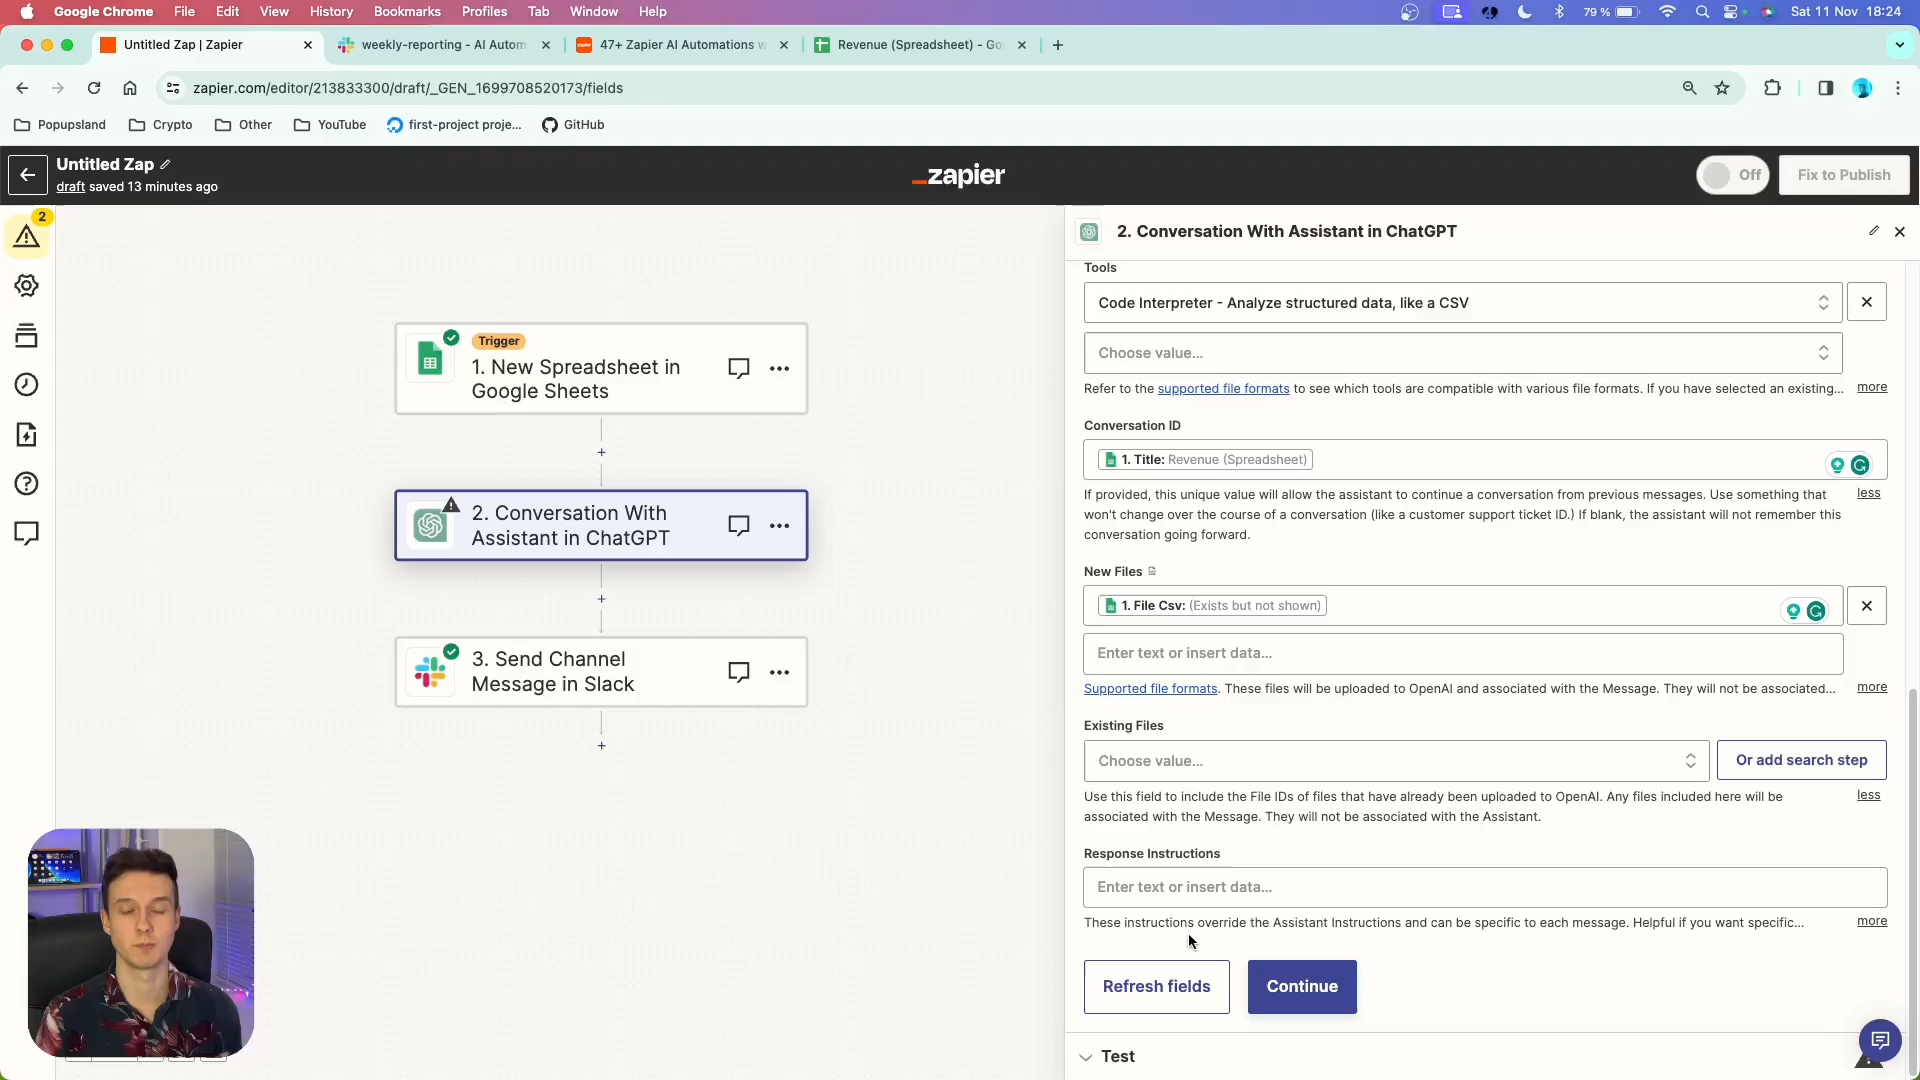 Google Chrome File Edit View History Bookmarks Profiles Tab Window Help 79 % Sat 11 Nov 18:24
Untitled Zap | Zapier weekly-reporting - AI Autom 47+ Zapier AI Automations w Revenue (Spreadsheet) - Go
zapier.com/editor/213833300/draft/_GEN_1699708520173/fields
Popupsland Crypto Other YouTube first-project proje... GitHub
Untitled Zap
draft saved 13 minutes ago
_zapier
Off
Fix to Publish
2
2. Conversation With Assistant in ChatGPT
Trigger
1. New Spreadsheet in
Google Sheets
2. Conversation With
Assistant in ChatGPT
3. Send Channel
Message in Slack
Tools
Code Interpreter - Analyze structured data, like a CSV
Choose value...
Refer to the supported file formats to see which tools are compatible with various file formats. If you have selected an existing... more
Conversation ID
1. Title: Revenue (Spreadsheet)
If provided, this unique value will allow the assistant to continue a conversation from previous messages. Use something that less
won't change over the course of a conversation (like a customer support ticket ID.) If blank, the assistant will not remember this
conversation going forward.
New Files
1. File Csv: (Exists but not shown)
Enter text or insert data...
Supported file formats. These files will be uploaded to OpenAI and associated with the Message. They will not be associated... more
Existing Files
Choose value...
Or add search step
Use this field to include the File IDs of files that have already been uploaded to OpenAI. Any files included here will be less
associated with the Message. They will not be associated with the Assistant.
Response Instructions
Enter text or insert data...
These instructions override the Assistant Instructions and can be specific to each message. Helpful if you want specific... more
Refresh fields
Continue
Test